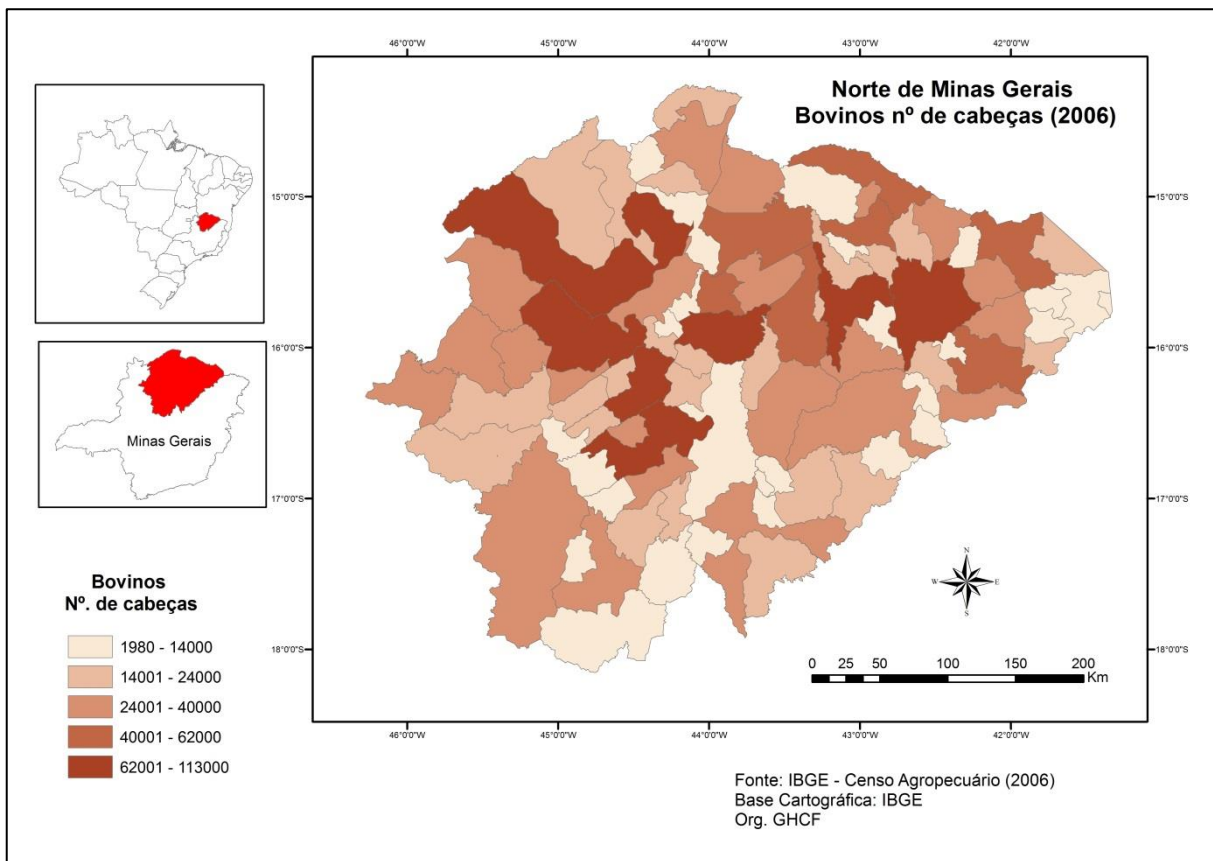 Norte de Minas Gerais
Bovinos nº de cabeças (2006)
46°0'0"W 45°0'0"W 44°0'0"W 43°0'0"W 42°0'0"W
15°0'0"S 15°0'0"S
16°0'0"S 16°0'0"S
17°0'0"S 17°0'0"S
18°0'0"S 18°0'0"S
46°0'0"W 45°0'0"W 44°0'0"W 43°0'0"W 42°0'0"W
Minas Gerais
Bovinos
Nº. de cabeças
1980 - 14000
14001 - 24000
24001 - 40000
40001 - 62000
62001 - 113000
N
W E
S
0 25 50 100 150 200
Km
Fonte: IBGE - Censo Agropecuário (2006)
Base Cartográfica: IBGE
Org. GHCF